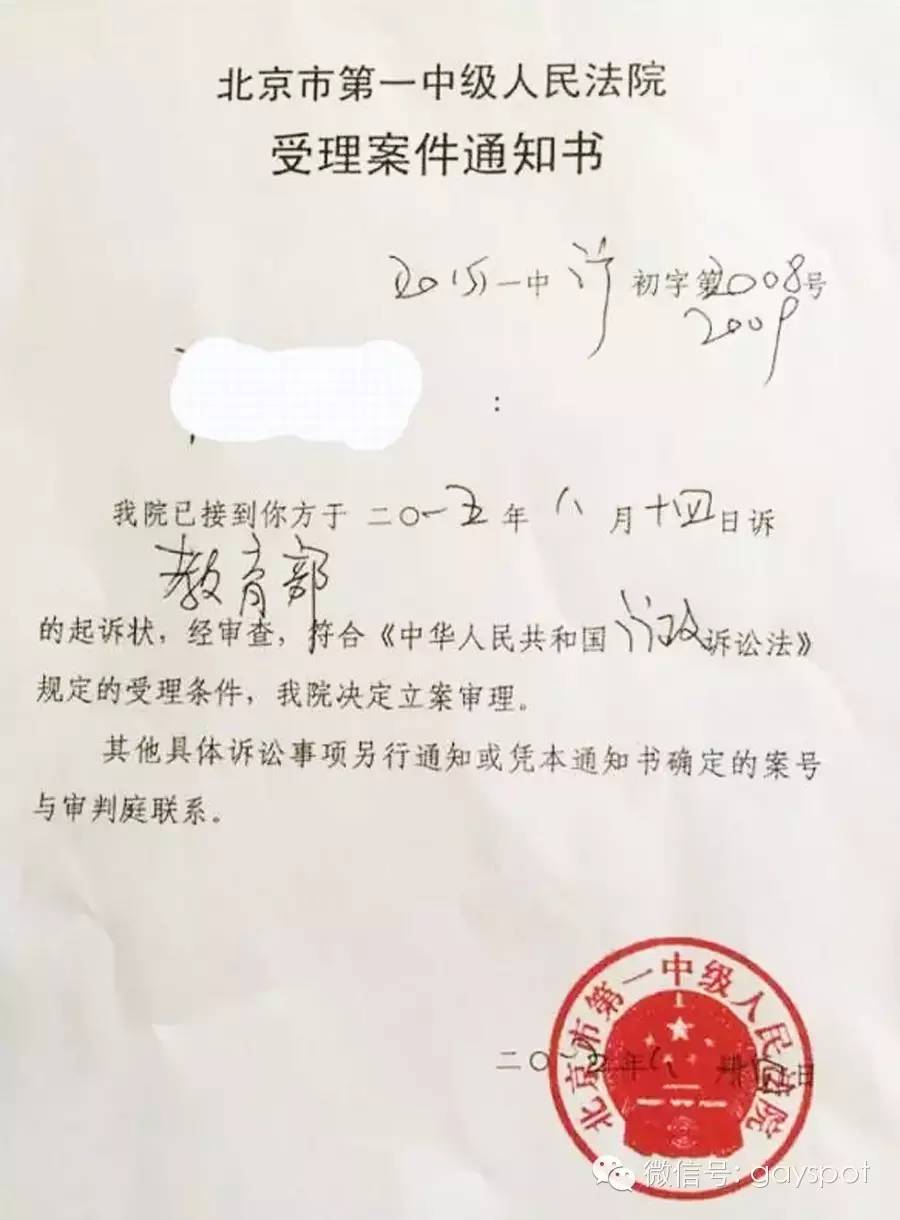 北京市第一中级人民法院
受理案件通知书
2015 一中 行 初字第2008号
2009
：
我院已接到你方于 二〇一五年 八 月十四日诉
教育部
的起诉状，经审查，符合《中华人民共和国 行政 诉讼法》
规定的受理条件，我院决定立案审理。
其他具体诉讼事项另行通知或凭本通知书确定的案号
与审判庭联系。
北京市第一中级人民法院
二〇一五年八月十四日
微信号: gayspot